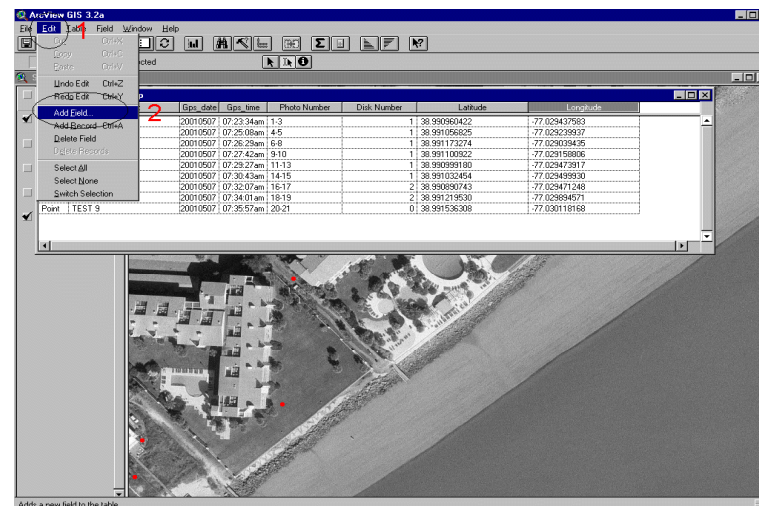 ArcView GIS 3.2a
File Edit Table Field Window Help
1
Cut Ctrl+X
Copy Ctrl+C
Paste Ctrl+V
Undo Edit Ctrl+Z
Redo Edit Ctrl+Y
Add Field...
2
Add Record Ctrl+A
Delete Field
Delete Records
Select All
Select None
Switch Selection
Gps_date Gps_time Photo Number Disk Number Latitude Longitude
20010507 07:23:34am 1-3 1 38.990960422 -77.029437583
20010507 07:25:08am 4-5 1 38.991056825 -77.029239937
20010507 07:26:29am 6-8 1 38.991173274 -77.029039435
20010507 07:27:42am 9-10 1 38.991100922 -77.029158806
20010507 07:29:27am 11-13 1 38.990999180 -77.029473917
20010507 07:30:43am 14-15 1 38.991032454 -77.029499930
20010507 07:32:07am 16-17 2 38.990890743 -77.029471248
20010507 07:34:01am 18-19 2 38.991219530 -77.029894571
Point TEST 9 20010507 07:35:57am 20-21 0 38.991536308 -77.030118168
Adds a new field to the table